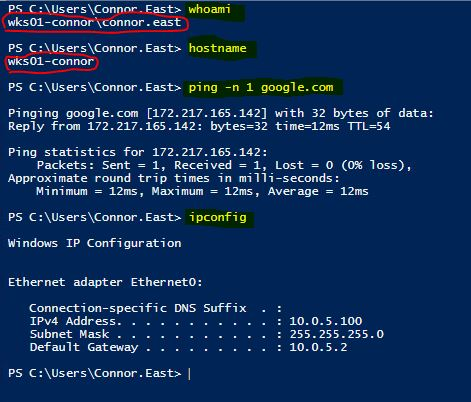 PS C:\Users\Connor.East> whoami
wks01-connor\connor.east
PS C:\Users\Connor.East> hostname
wks01-connor
PS C:\Users\Connor.East> ping -n 1 google.com
Pinging google.com [172.217.165.142] with 32 bytes of data:
Reply from 172.217.165.142: bytes=32 time=12ms TTL=54
Ping statistics for 172.217.165.142:
    Packets: Sent = 1, Received = 1, Lost = 0 (0% loss),
Approximate round trip times in milli-seconds:
    Minimum = 12ms, Maximum = 12ms, Average = 12ms
PS C:\Users\Connor.East> ipconfig
Windows IP Configuration
Ethernet adapter Ethernet0:
   Connection-specific DNS Suffix  . :
   IPv4 Address. . . . . . . . . . . : 10.0.5.100
   Subnet Mask . . . . . . . . . . . : 255.255.255.0
   Default Gateway . . . . . . . . . : 10.0.5.2
PS C:\Users\Connor.East>